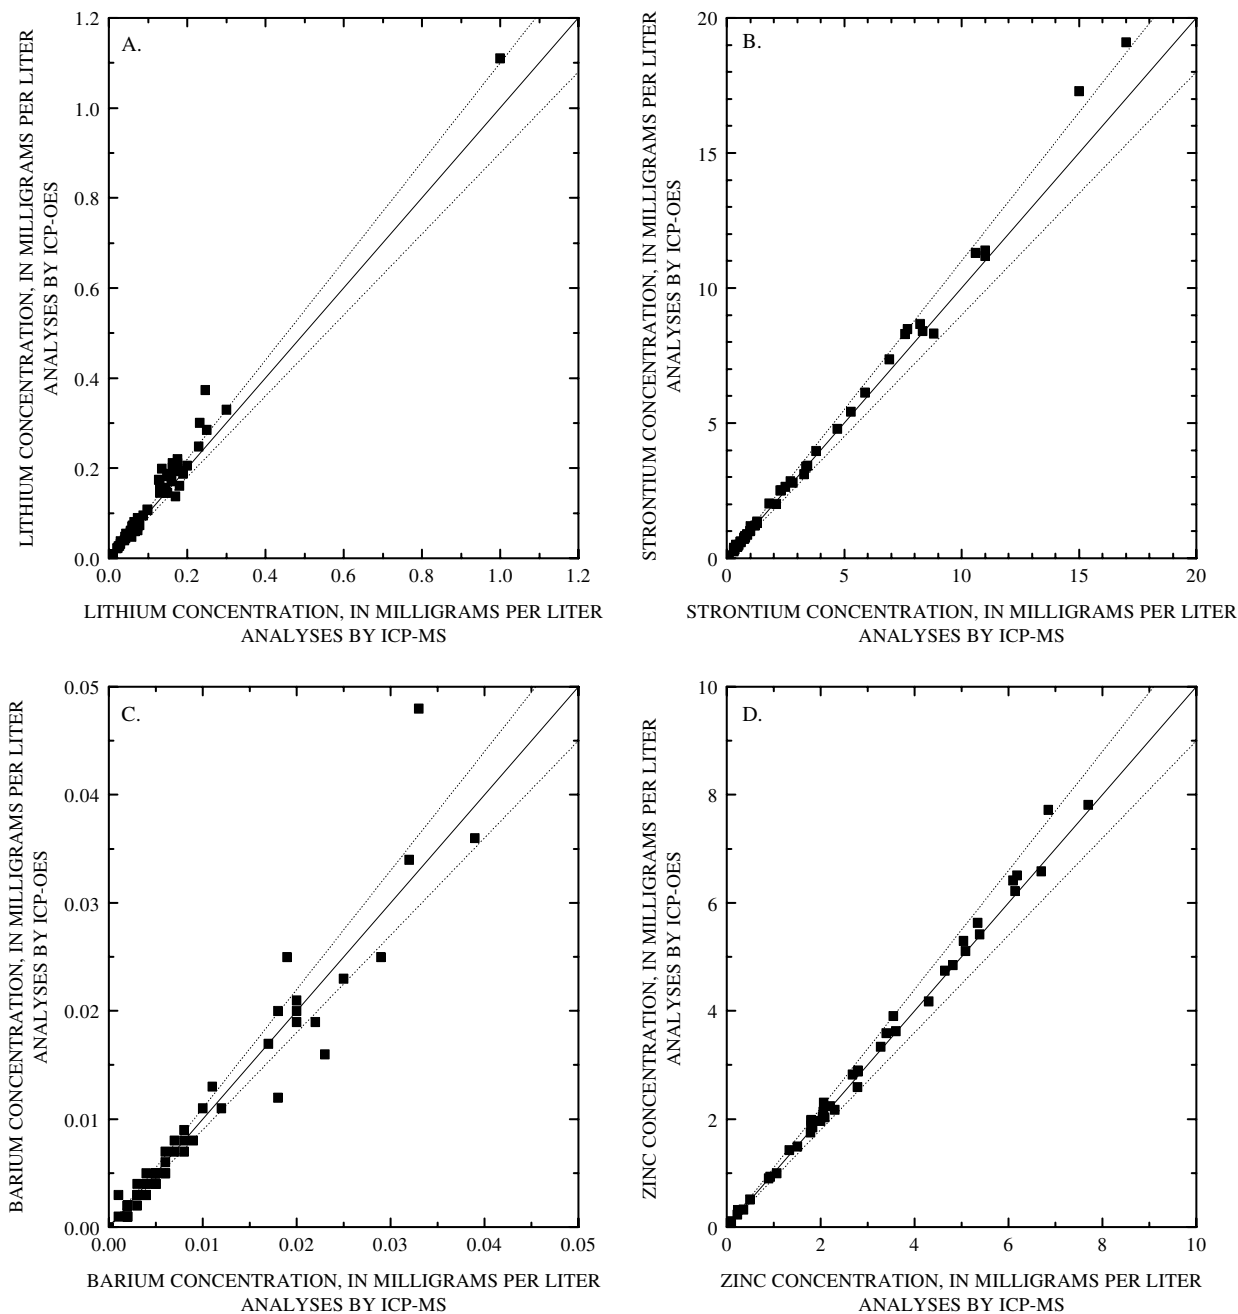 LITHIUM CONCENTRATION, IN MILLIGRAMS PER LITER
ANALYSES BY ICP-OES
A.
1.2
1.0
0.8
0.6
0.4
0.2
0.0
0.0 0.2 0.4 0.6 0.8 1.0 1.2
LITHIUM CONCENTRATION, IN MILLIGRAMS PER LITER
ANALYSES BY ICP-MS
STRONTIUM CONCENTRATION, IN MILLIGRAMS PER LITER
ANALYSES BY ICP-OES
B.
20
15
10
5
0
0 5 10 15 20
STRONTIUM CONCENTRATION, IN MILLIGRAMS PER LITER
ANALYSES BY ICP-MS
BARIUM CONCENTRATION, IN MILLIGRAMS PER LITER
ANALYSES BY ICP-OES
C.
0.05
0.04
0.03
0.02
0.01
0.00
0.00 0.01 0.02 0.03 0.04 0.05
BARIUM CONCENTRATION, IN MILLIGRAMS PER LITER
ANALYSES BY ICP-MS
ZINC CONCENTRATION, IN MILLIGRAMS PER LITER
ANALYSES BY ICP-OES
D.
10
8
6
4
2
0
0 2 4 6 8 10
ZINC CONCENTRATION, IN MILLIGRAMS PER LITER
ANALYSES BY ICP-MS